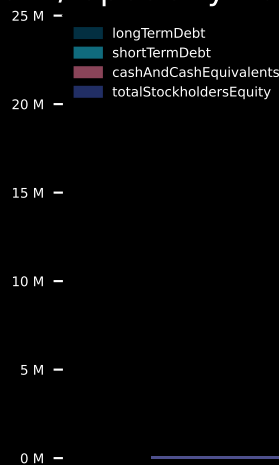 25 M
longTermDebt
shortTermDebt
cashAndCashEquivalents
20 M
totalStockholdersEquity
15 M
10 M
5 M
0 M